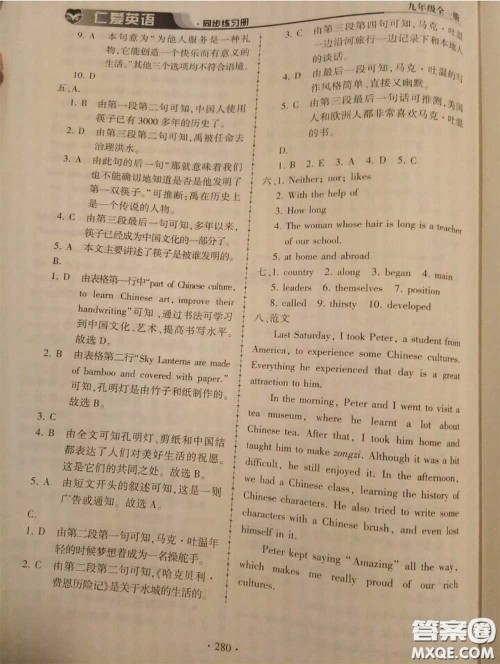 仁爱英语
·同步练习册
九年级全一册
9. A 本句意为“为他人服务是一种工
作,它能创造一个快乐而有意义的
生活。”其他三个选项均不符合语境。
10. D
五、A.
1. B 由第一段第二句可知,中国人使用
筷子已有 3000 多年的历史了。
2. D 由第三段第二句可知,禹被任命去
治理洪水。
3. A 由此句的后一句“那就意味着我们
也不能确切地知道是否是他发明了
第一双筷子。”可推断:禹在历史上
是一个传说的人物。
4. C 由第三段最后一句可知,多年以来,
筷子已经成为中国文化的一部分了。
5. A 本文主要讲述了筷子是被谁发明的。
B.
1. D 由表格第一行中“part of Chinese culture,
to learn Chinese art, improve their
handwriting”可知,通过书法可学习
到中国文化、艺术,提高书写水平。
故选 D。
2. B 由表格第二行“Sky Lanterns are made
of bamboo and covered with paper.”
可知,孔明灯是由竹子和纸制作的。
故选 B。
3. C
4. B 由全文可知孔明灯、剪纸和中国结
都表达了人们对美好生活的祝愿。
这是它们的共同之处。故选 B。
5. A 由短文开头的叙述可知,这是一则
广告或通知。故选 A。
C.
1. D 由第二段第一句可知,马克·吐温年
轻的时候梦想着成为一名操舵手。
2. C 由第二段第二句可知,《哈克贝利·
费恩历险记》是关于水城的生活的。
3. C 由第三段第四句可知,马克·吐温
一边旅行一边记录下和本地人
的谈话。
4. D 由最后一段可知,马克·吐温的写
作风格简单,直接又幽默。
5. C 由第三段最后一句话可推测,美国
人和欧洲人都非常喜欢马克·吐温
的书。
D.
1. B 2. E 3. A 4. D 5. C
六、1. Neither; nor; likes
2. With the help of
3. How long
4. The woman whose hair is long is a teacher
of our school.
5. at home and abroad
七、1. country 2. along 3. began 4. main
5. leaders 6. themselves 7. position
8. called 9. thirsty 10. developed
八、范文
Last Saturday, I took Peter, a student from
America, to experience some Chinese cultures.
Everything he experienced that day is a great
attraction to him.
In the morning, Peter and I went to visit a
tea museum, where he learnt a lot about
Chinese tea. After that, I took him home and
taught him to make zongzi. Although it was a bit
difficult, he still enjoyed it. In the afternoon,
we had a Chinese class, learning the history of
Chinese characters. He also tried to write some
characters with a Chinese brush, and even lost
himself in it.
Peter kept saying “Amazing” all the way,
which makes me really proud of our rich
cultures.
· 280 ·
答案圈
MXQE.COM